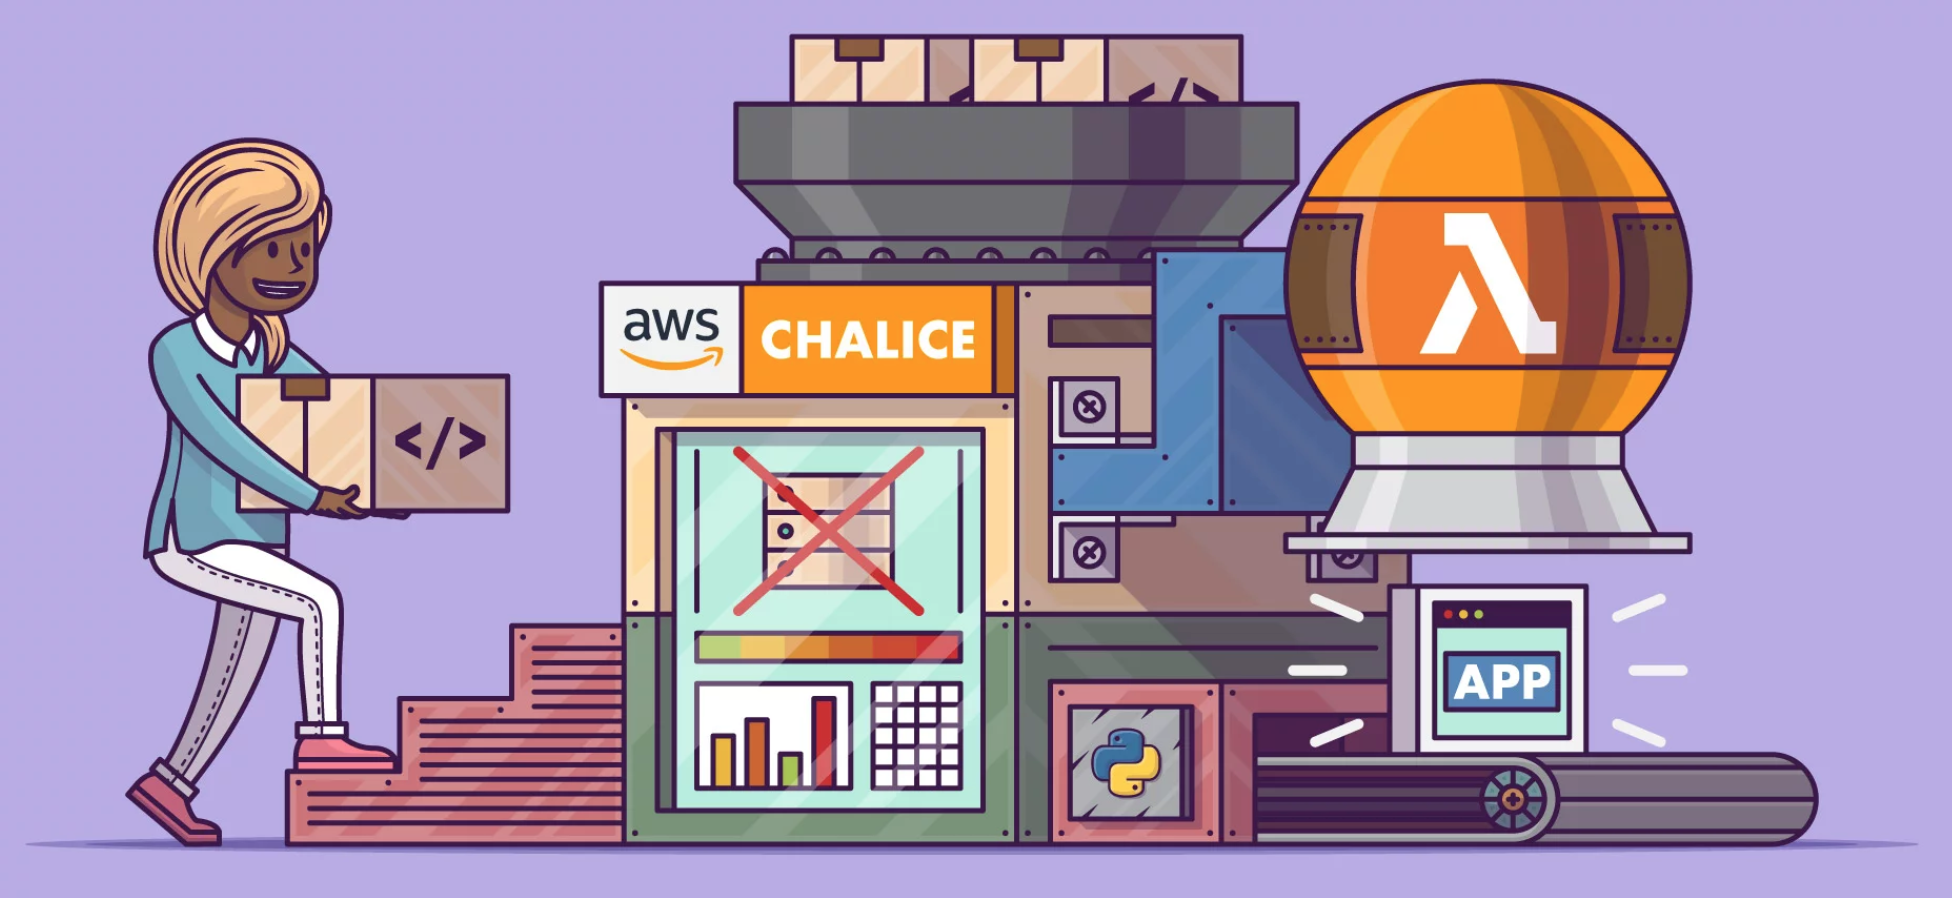 </>
</>
aws
CHALICE
λ
APP